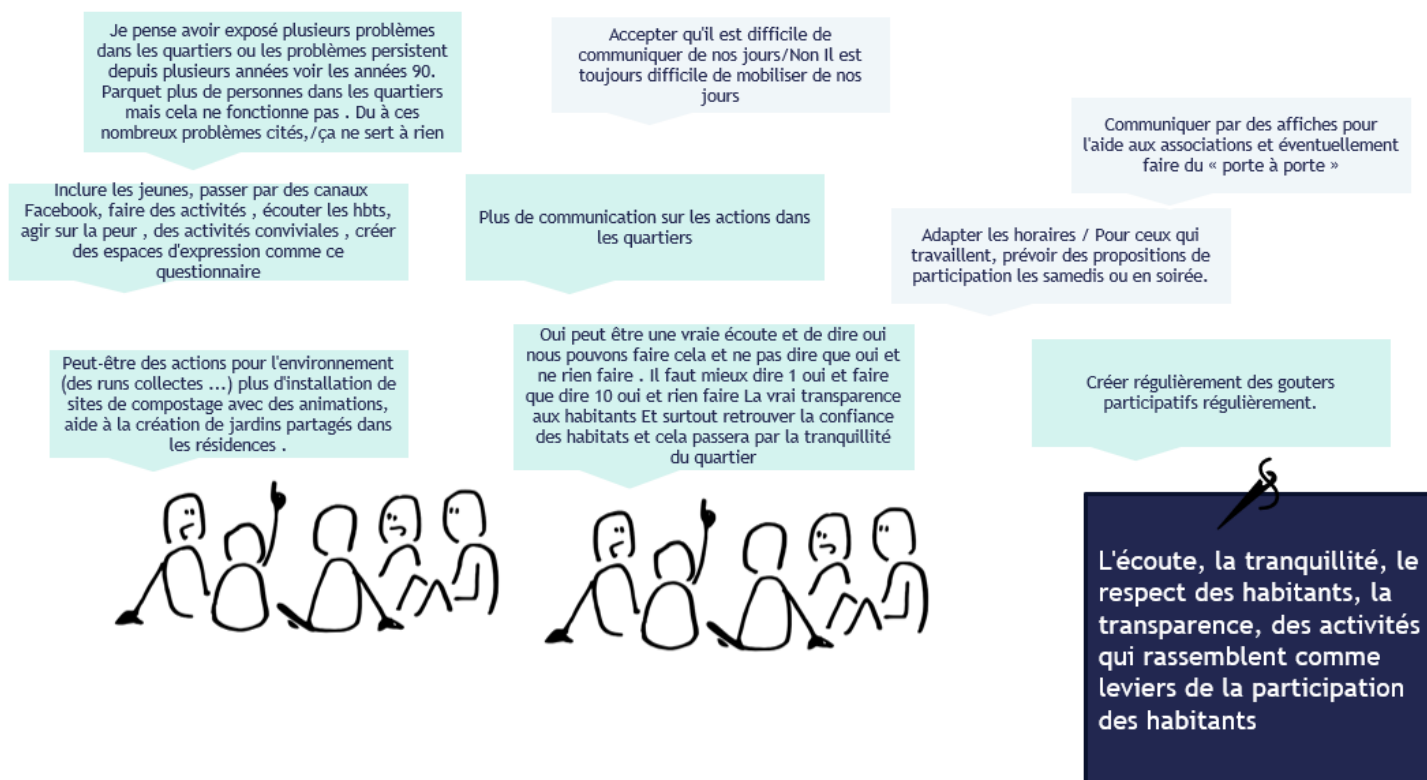 Je pense avoir exposé plusieurs problèmes
dans les quartiers ou les problèmes persistent
depuis plusieurs années voir les années 90.
Parquet plus de personnes dans les quartiers
mais cela ne fonctionne pas . Du à ces
nombreux problèmes cités,/ça ne sert à rien
Accepter qu'il est difficile de
communiquer de nos jours/Non Il est
toujours difficile de mobiliser de nos
jours
Communiquer par des affiches pour
l'aide aux associations et éventuellement
faire du « porte à porte »
Inclure les jeunes, passer par des canaux
Facebook, faire des activités , écouter les hbts,
agir sur la peur , des activités conviviales , créer
des espaces d'expression comme ce
questionnaire
Plus de communication sur les actions dans
les quartiers
Adapter les horaires / Pour ceux qui
travaillent, prévoir des propositions de
participation les samedis ou en soirée.
Peut-être des actions pour l'environnement
(des runs collectes ...) plus d'installation de
sites de compostage avec des animations,
aide à la création de jardins partagés dans
les résidences .
Oui peut être une vraie écoute et de dire oui
nous pouvons faire cela et ne pas dire que oui et
ne rien faire . Il faut mieux dire 1 oui et faire
que dire 10 oui et rien faire La vrai transparence
aux habitants Et surtout retrouver la confiance
des habitats et cela passera par la tranquillité
du quartier
Créer régulièrement des gouters
participatifs régulièrement.
L'écoute, la tranquillité, le
respect des habitants, la
transparence, des activités
qui rassemblent comme
leviers de la participation
des habitants